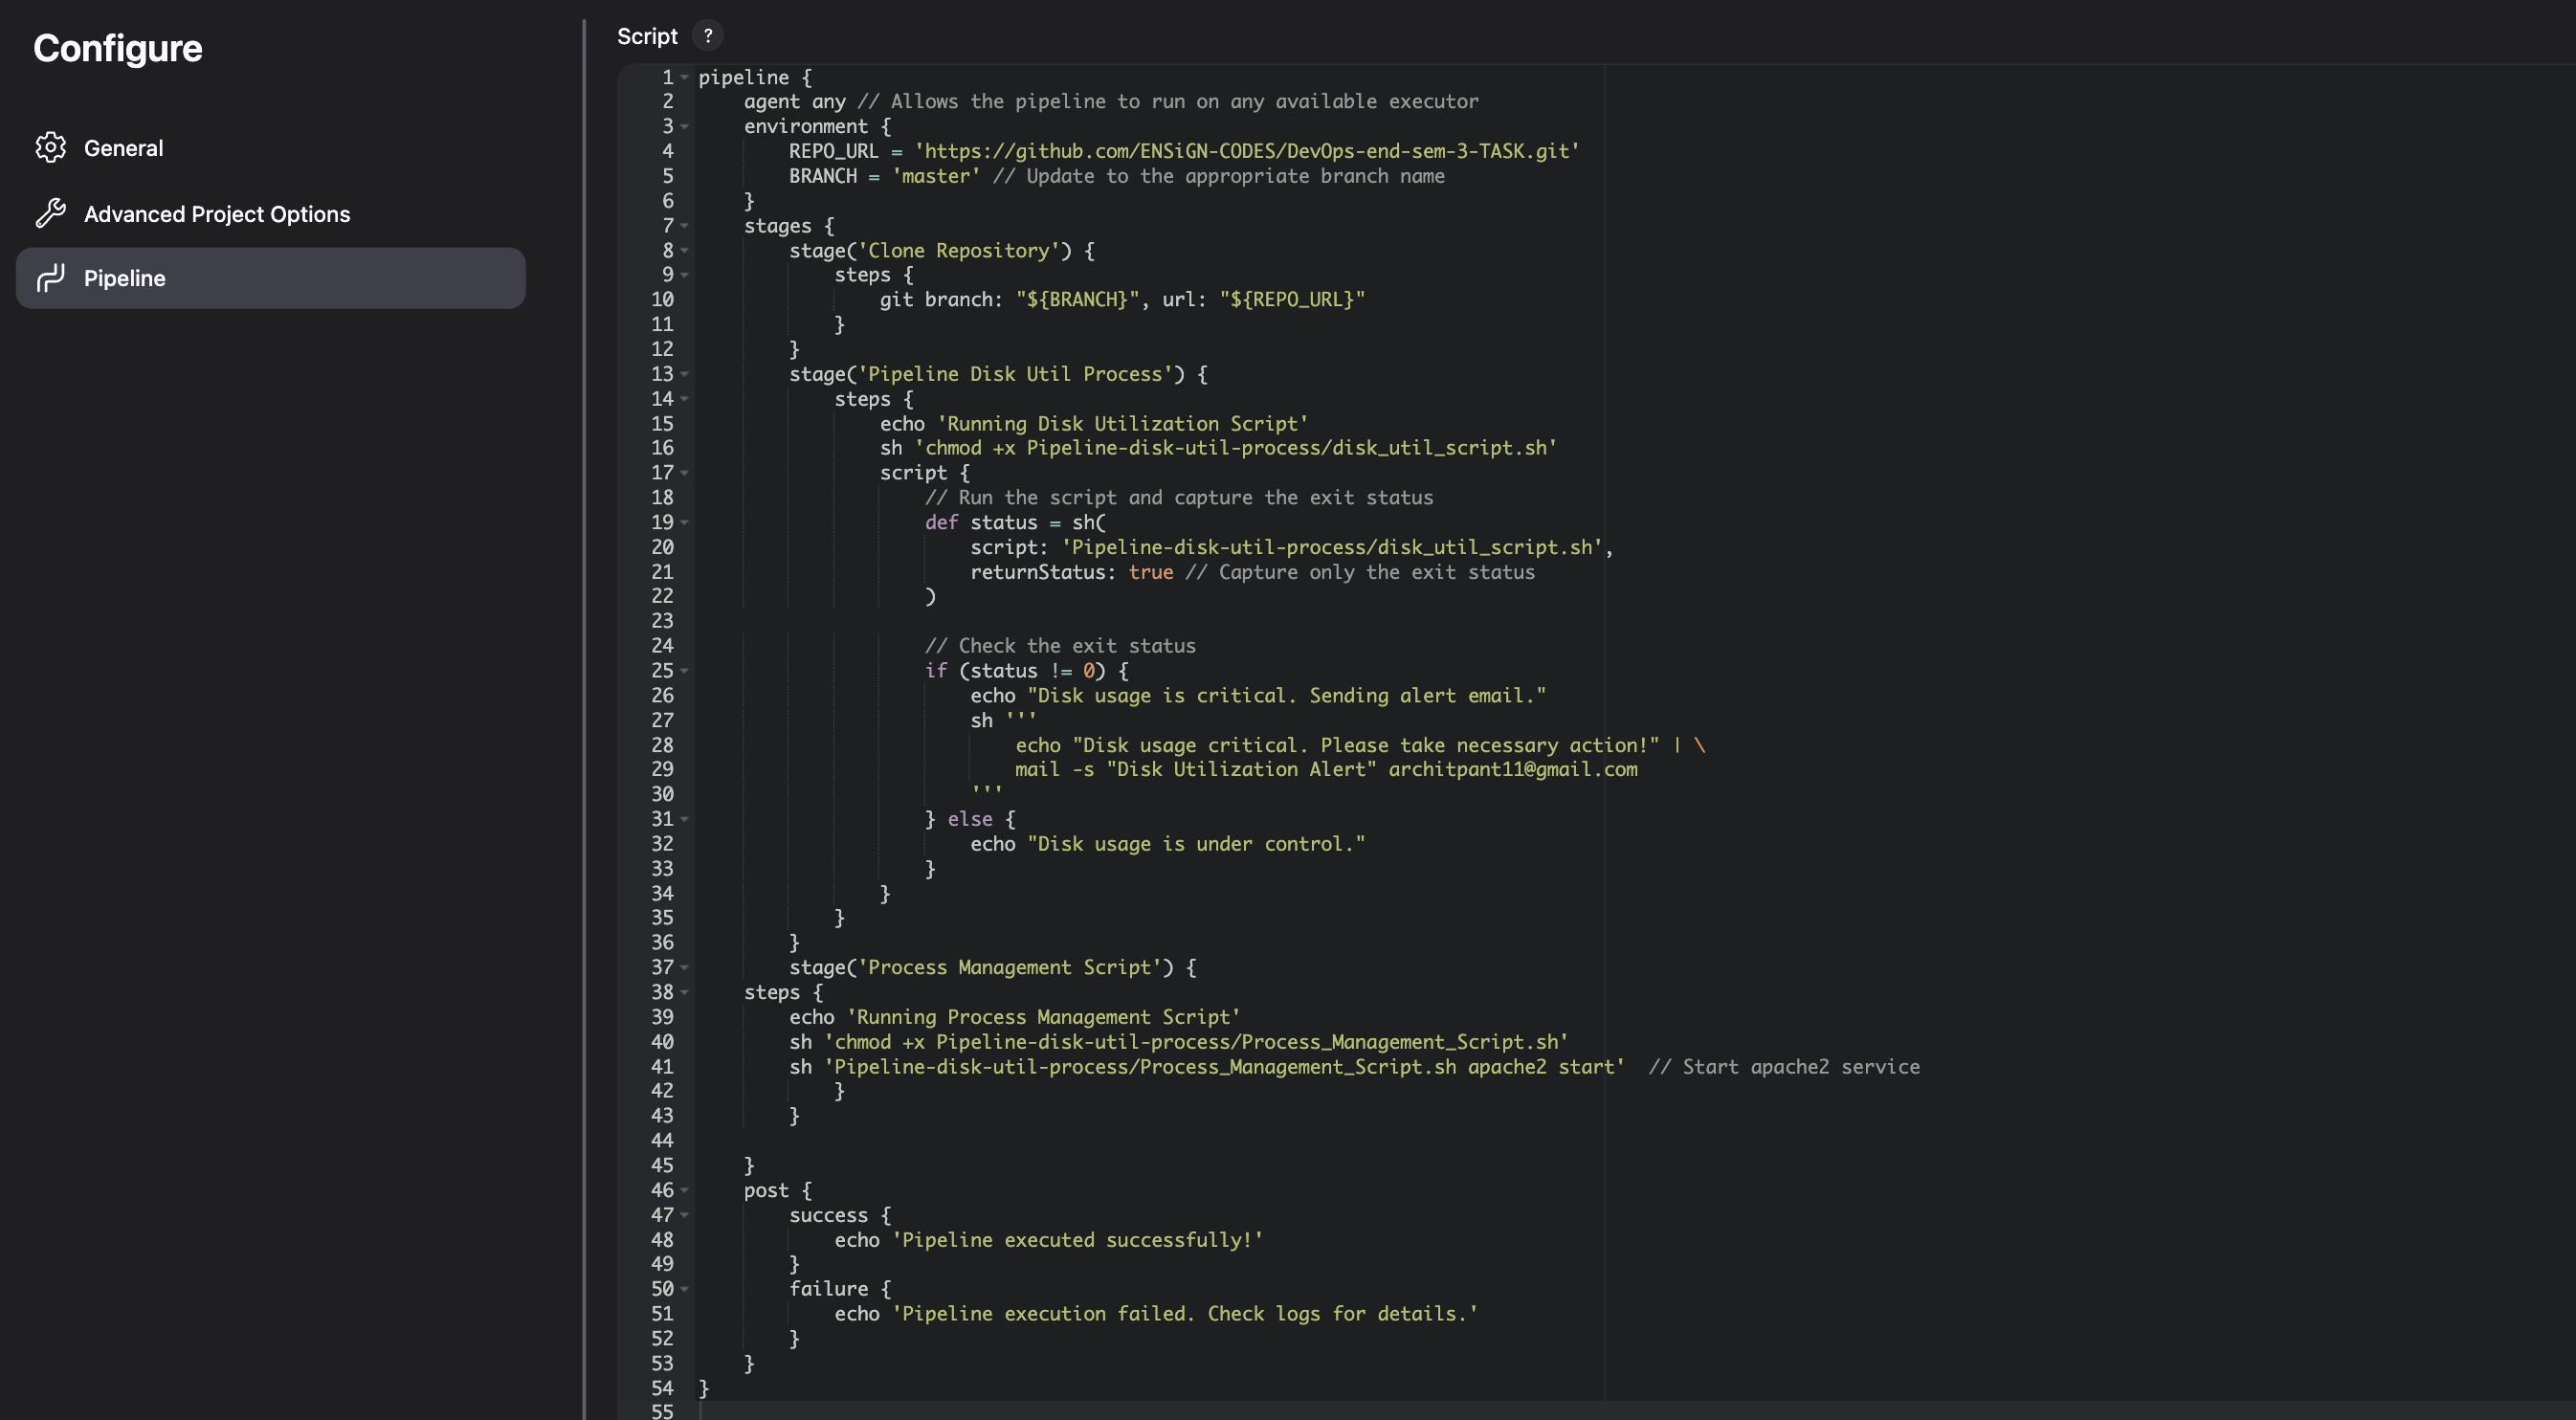 Configure
General
Advanced Project Options
Pipeline
Script ?
1 pipeline {
2     agent any // Allows the pipeline to run on any available executor
3     environment {
4         REPO_URL = 'https://github.com/ENSiGN-CODES/DevOps-end-sem-3-TASK.git'
5         BRANCH = 'master' // Update to the appropriate branch name
6     }
7     stages {
8         stage('Clone Repository') {
9             steps {
10                 git branch: "${BRANCH}", url: "${REPO_URL}"
11             }
12         }
13         stage('Pipeline Disk Util Process') {
14             steps {
15                 echo 'Running Disk Utilization Script'
16                 sh 'chmod +x Pipeline-disk-util-process/disk_util_script.sh'
17                 script {
18                     // Run the script and capture the exit status
19                     def status = sh(
20                         script: 'Pipeline-disk-util-process/disk_util_script.sh',
21                         returnStatus: true // Capture only the exit status
22                     )
23
24                     // Check the exit status
25                     if (status != 0) {
26                         echo "Disk usage is critical. Sending alert email."
27                         sh '''
28                             echo "Disk usage critical. Please take necessary action!" | \
29                             mail -s "Disk Utilization Alert" architpant11@gmail.com
30                         '''
31                     } else {
32                         echo "Disk usage is under control."
33                     }
34                 }
35             }
36         }
37         stage('Process Management Script') {
38     steps {
39         echo 'Running Process Management Script'
40         sh 'chmod +x Pipeline-disk-util-process/Process_Management_Script.sh'
41         sh 'Pipeline-disk-util-process/Process_Management_Script.sh apache2 start'  // Start apache2 service
42             }
43         }
44
45     }
46     post {
47         success {
48             echo 'Pipeline executed successfully!'
49         }
50         failure {
51             echo 'Pipeline execution failed. Check logs for details.'
52         }
53     }
54 }
55